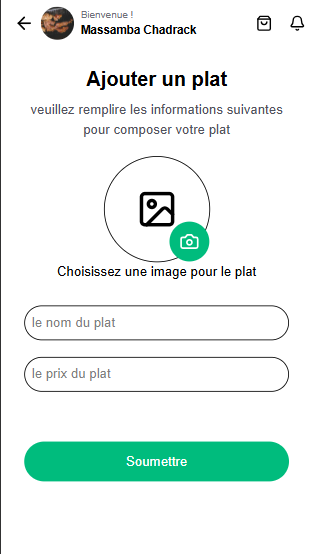 Bienvenue !
Massamba Chadrack
Ajouter un plat
veuillez remplire les informations suivantes
pour composer votre plat
Choisissez une image pour le plat
le nom du plat
le prix du plat
Soumettre